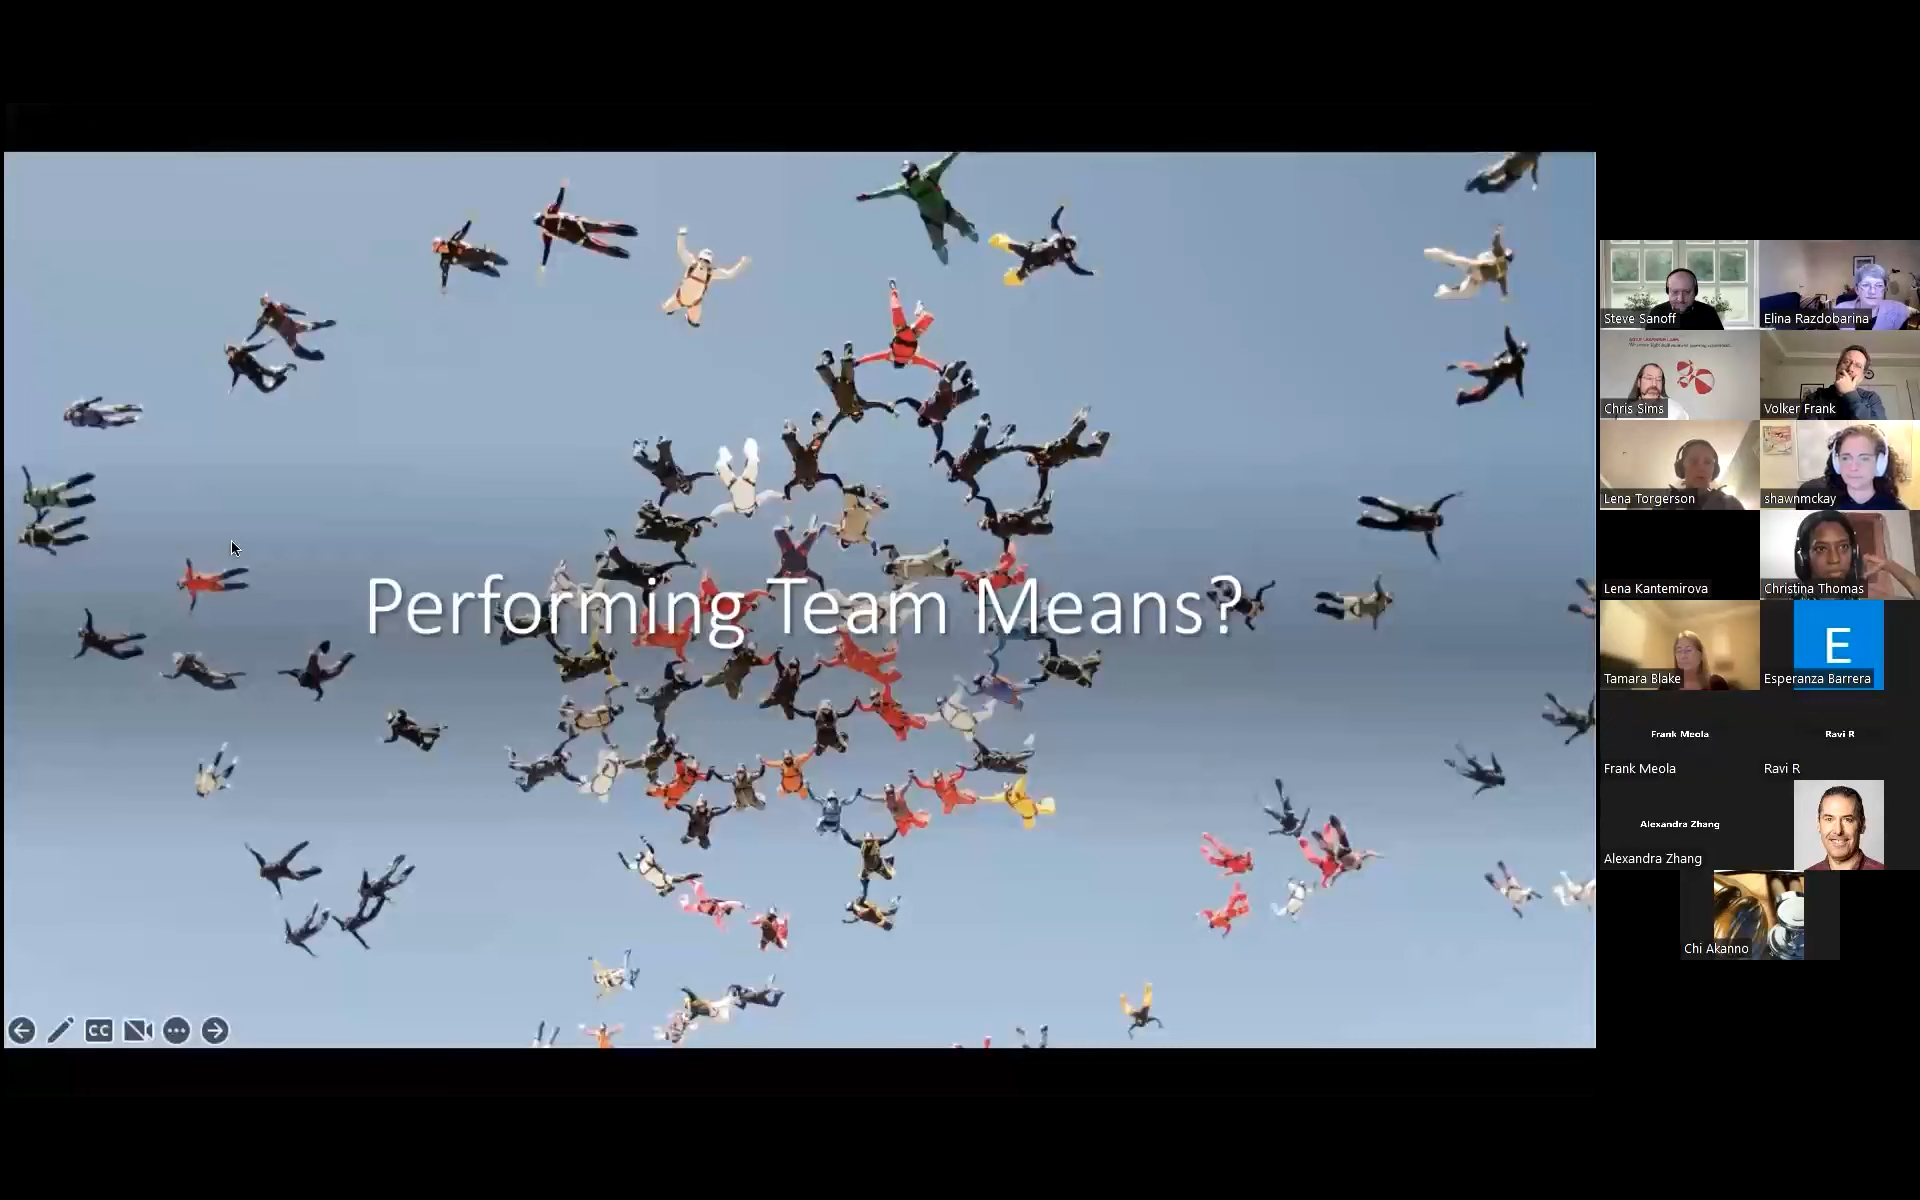 Performing Team Means?
CC
Steve Sanoff
Elina Razdobarina
Chris Sims
Volker Frank
Lena Torgerson
shawnmckay
Lena Kantemirova
Christina Thomas
Tamara Blake
E
Esperanza Barrera
Frank Meola
Ravi R
Frank Meola
Ravi R
Alexandra Zhang
Alexandra Zhang
Chi Akanno